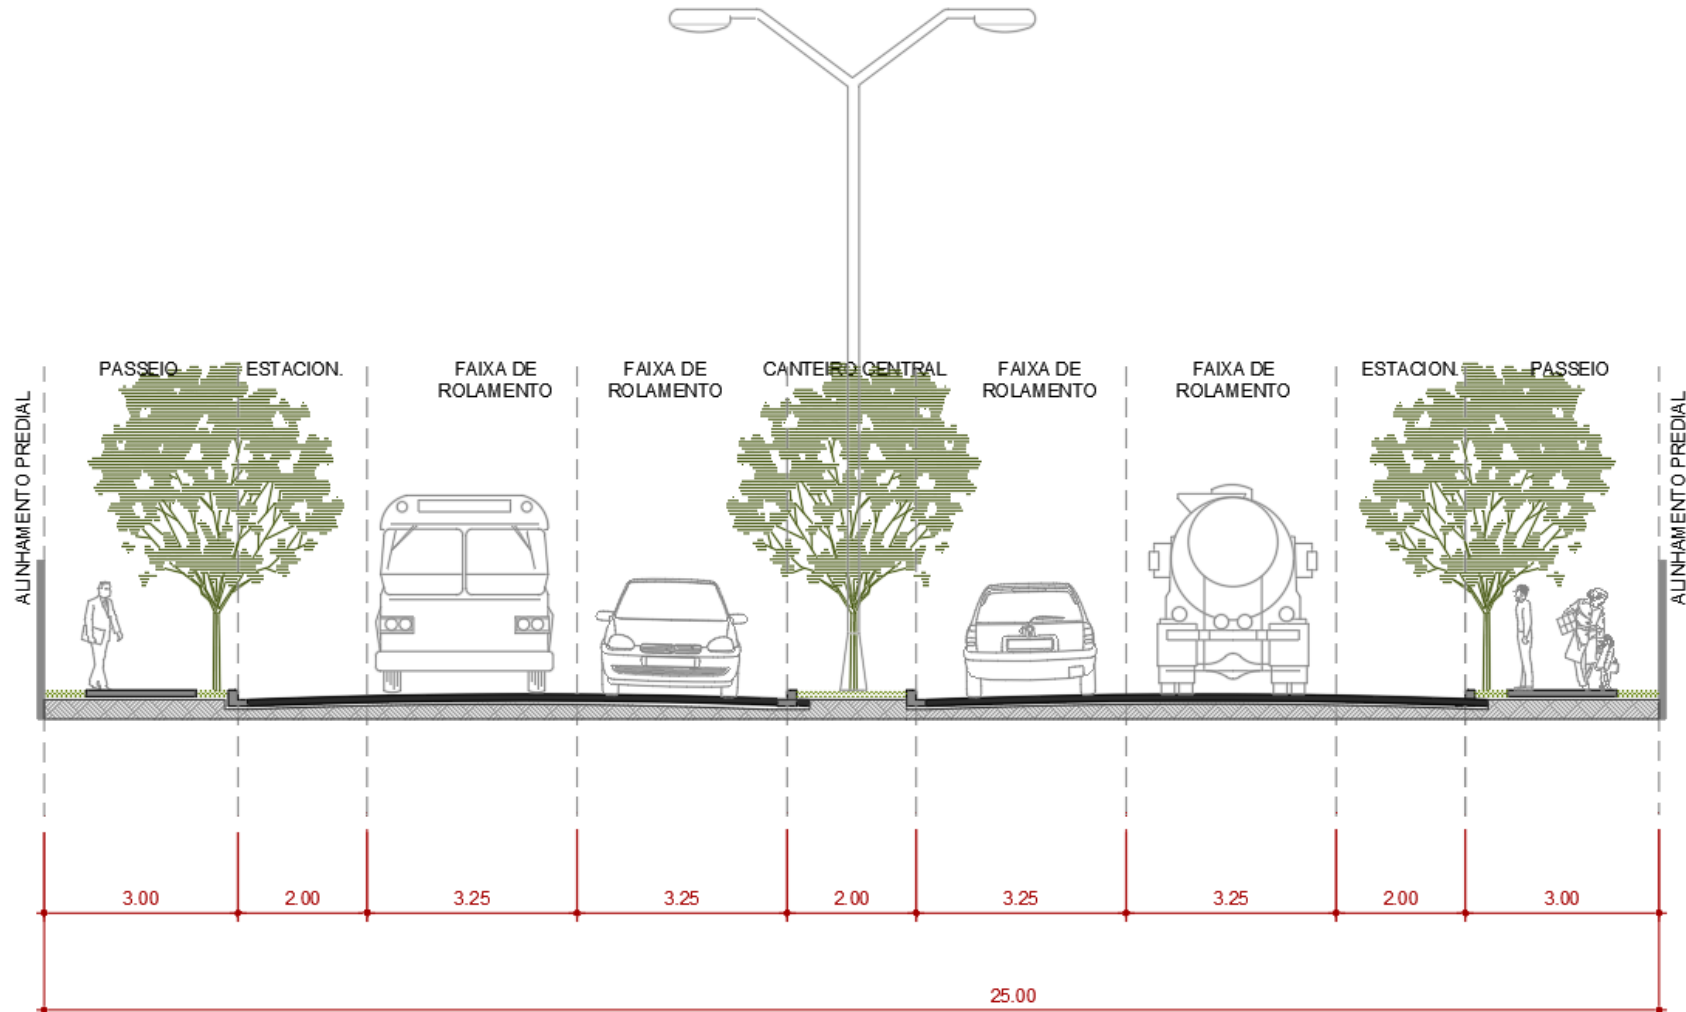 PASSEIO
ESTACION.
FAIXA DE
ROLAMENTO
FAIXA DE
ROLAMENTO
CANTEIRO CENTRAL
FAIXA DE
ROLAMENTO
FAIXA DE
ROLAMENTO
ESTACION.
PASSEIO
ALINHAMENTO PREDIAL
ALINHAMENTO PREDIAL
3.00
2.00
3.25
3.25
2.00
3.25
3.25
2.00
3.00
25.00